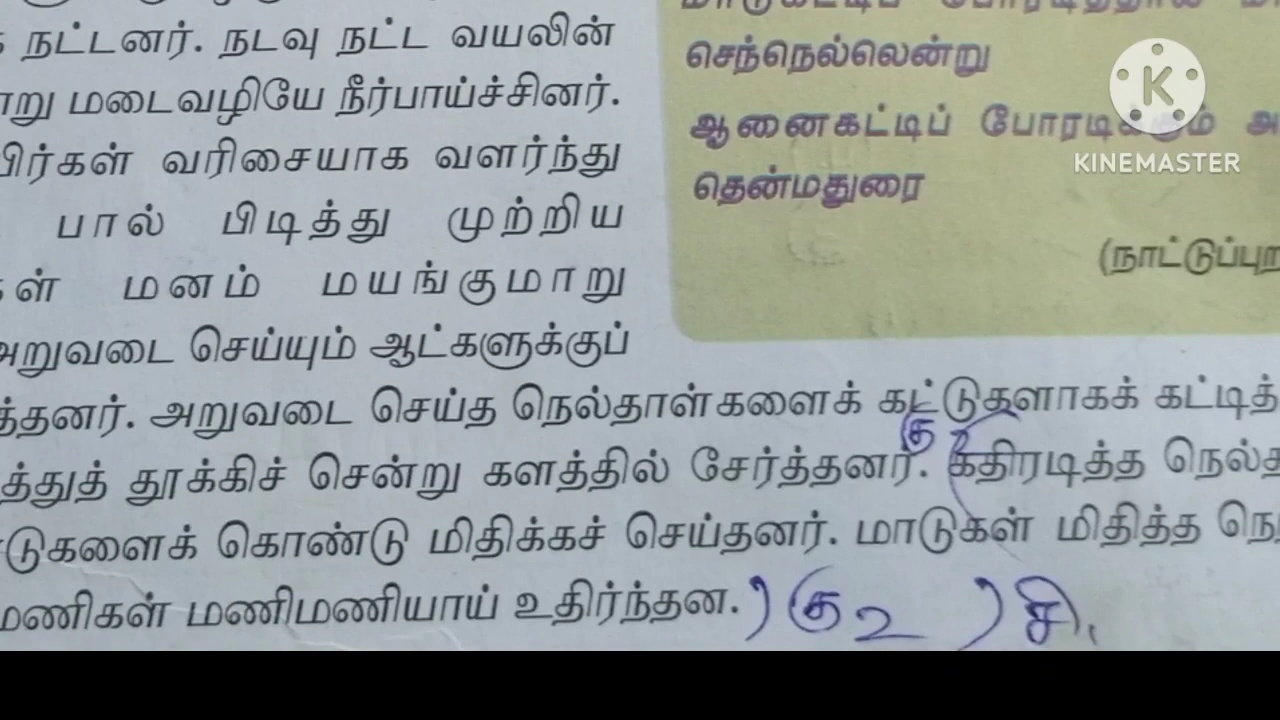 நட்டனர். நடவு நட்ட வயலின்
மடைவழியே நீர்பாய்ச்சினர்.
வரிசையாக வளர்ந்து
பால் பிடித்து முற்றிய
மனம் மயங்குமாறு
அறுவடை செய்யும் ஆட்களுக்குப்
அறுவடை செய்த நெல்தாள்களைக் கட்டுகளாகக் கட்டித்
தூக்கிச் சென்று களத்தில் சேர்த்தனர். கதிரடித்த
கொண்டு மிதிக்கச் செய்தனர். மாடுகள் மிதித்த
மணிமணியாய் உதிர்ந்தன.
கு 2
) கு 2 ) சி.
செந்நெல்லென்று
ஆனைகட்டிப் போரடிக்கும்
தென்மதுரை
K
KINEMASTER